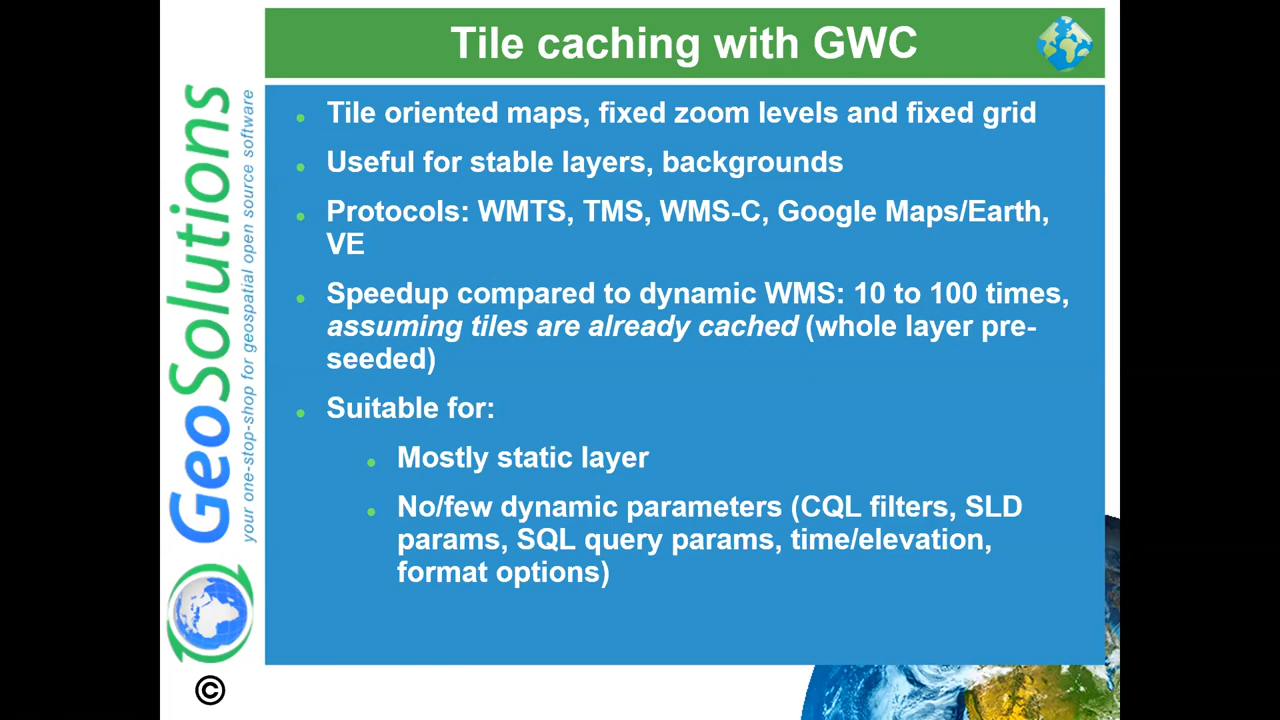 Tile caching with GWC
Tile oriented maps, fixed zoom levels and fixed grid
Useful for stable layers, backgrounds
Protocols: WMTS, TMS, WMS-C, Google Maps/Earth,
VE
Speedup compared to dynamic WMS: 10 to 100 times,
assuming tiles are already cached (whole layer pre-
seeded)
Suitable for:
Mostly static layer
No/few dynamic parameters (CQL filters, SLD
params, SQL query params, time/elevation,
format options)
GeoSolutions
your one-stop-shop for geospatial open source software
©